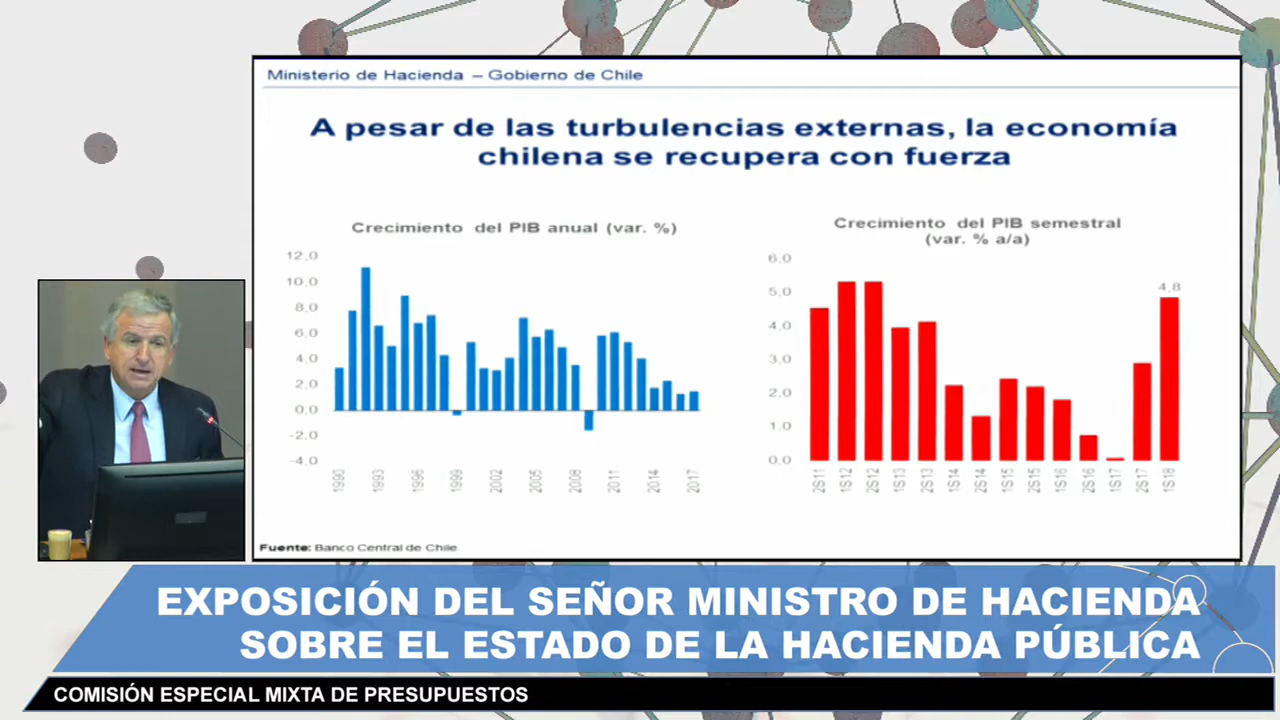 Ministerio de Hacienda – Gobierno de Chile
A pesar de las turbulencias externas, la economía
chilena se recupera con fuerza
Crecimiento del PIB anual (var. %)
12,0
10,0
8,0
6,0
4,0
2,0
0,0
-2,0
-4,0
1990
1993
1996
1999
2002
2005
2008
2011
2014
2017
Crecimiento del PIB semestral
(var. % a/a)
6,0
5,0
4,0
3,0
2,0
1,0
0,0
4,8
2S11
1S12
2S12
1S13
2S13
1S14
2S14
1S15
2S15
1S16
2S16
1S17
2S17
1S18
Fuente: Banco Central de Chile
EXPOSICIÓN DEL SEÑOR MINISTRO DE HACIENDA
SOBRE EL ESTADO DE LA HACIENDA PÚBLICA
COMISIÓN ESPECIAL MIXTA DE PRESUPUESTOS